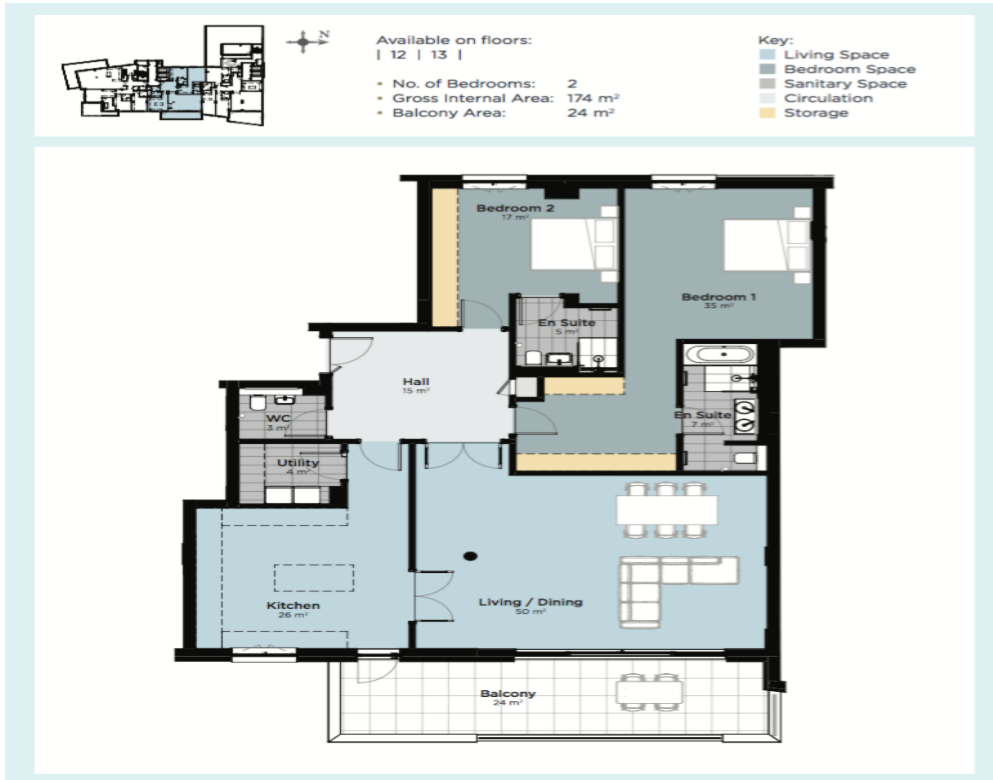 N
Available on floors:
| 12 | 13 |
• No. of Bedrooms: 2
• Gross Internal Area: 174 m²
• Balcony Area: 24 m²
Key:
Living Space
Bedroom Space
Sanitary Space
Circulation
Storage
Bedroom 2
17 m²
Bedroom 1
35 m²
En Suite
5 m²
Hall
15 m²
WC
3 m²
En Suite
7 m²
Utility
4 m²
Kitchen
26 m²
Living / Dining
50 m²
Balcony
24 m²